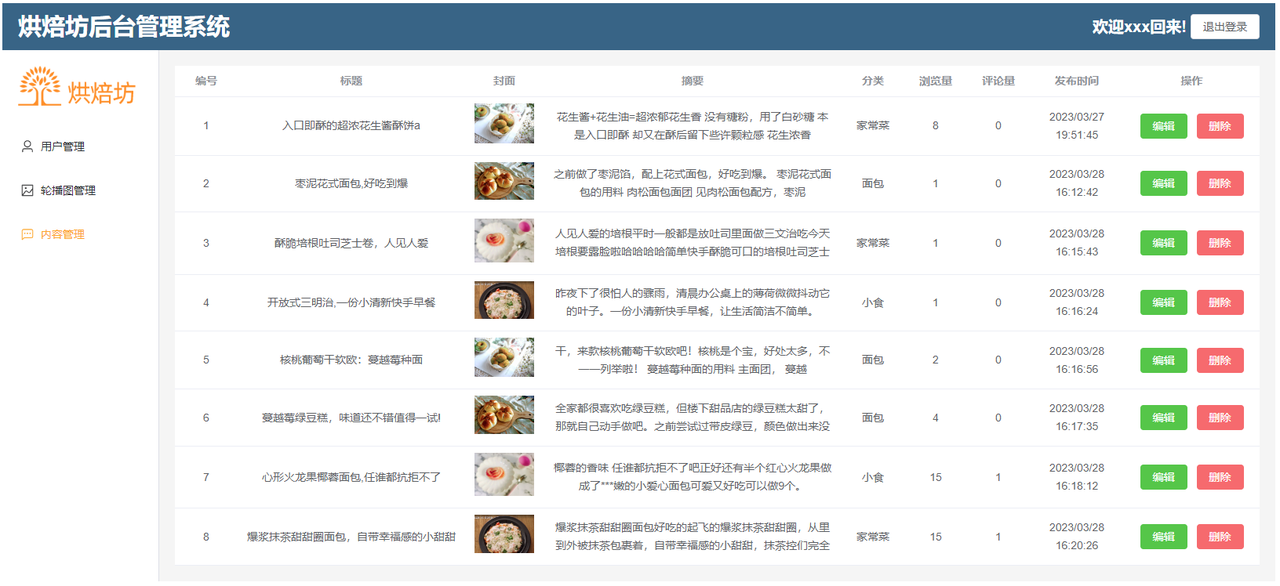 烘焙坊后台管理系统
欢迎xxx回来! 退出登录
烘焙坊
用户管理
轮播图管理
内容管理
编号 标题 封面 摘要 分类 浏览量 评论量 发布时间 操作
1 入口即酥的超浓花生酱酥饼a 花生酱+花生油=超浓郁花生香 没有糖粉，用了白砂糖 本 家常菜 8 0 2023/03/27 编辑 删除
是入口即酥 却又在酥后留下些许颗粒感 花生浓香 19:51:45
2 枣泥花式面包,好吃到爆 之前做了枣泥馅，配上花式面包，好吃到爆。 枣泥花式面 面包 1 0 2023/03/28 编辑 删除
包的用料 肉松面包面团 见肉松面包配方，枣泥 16:12:42
3 酥脆培根吐司芝士卷，人见人爱 人见人爱的培根平时一般都是放吐司里面做三文治吃今天 家常菜 1 0 2023/03/28 编辑 删除
培根要露脸啦哈哈哈哈简单快手酥脆可口的培根吐司芝士 16:15:43
4 开放式三明治,一份小清新快手早餐 昨夜下了很怕人的骤雨，清晨办公桌上的薄荷微微抖动它 小食 1 0 2023/03/28 编辑 删除
的叶子。一份小清新快手早餐，让生活简洁不简单。 16:16:24
5 核桃葡萄干软欧：蔓越莓种面 干，来款核桃葡萄干软欧吧！核桃是个宝，好处太多，不 面包 2 0 2023/03/28 编辑 删除
一一列举啦！ 蔓越莓种面的用料 主面团， 蔓越 16:16:56
6 蔓越莓绿豆糕，味道还不错值得一试! 全家都很喜欢吃绿豆糕，但楼下甜品店的绿豆糕太甜了， 面包 4 0 2023/03/28 编辑 删除
那就自己动手做吧。之前尝试过带皮绿豆，颜色做出来没 16:17:35
7 心形火龙果椰蓉面包,任谁都抗拒不了 椰蓉的香味 任谁都抗拒不了吧正好还有半个红心火龙果做 小食 15 1 2023/03/28 编辑 删除
成了***嫩的小爱心面包可爱又好吃可以做9个。 16:18:12
8 爆浆抹茶甜甜圈面包，自带幸福感的小甜甜 爆浆抹茶甜甜圈面包好吃的起飞的爆浆抹茶甜甜圈，从里 家常菜 15 1 2023/03/28 编辑 删除
到外被抹茶包裹着，自带幸福感的小甜甜，抹茶控们完全 16:20:26